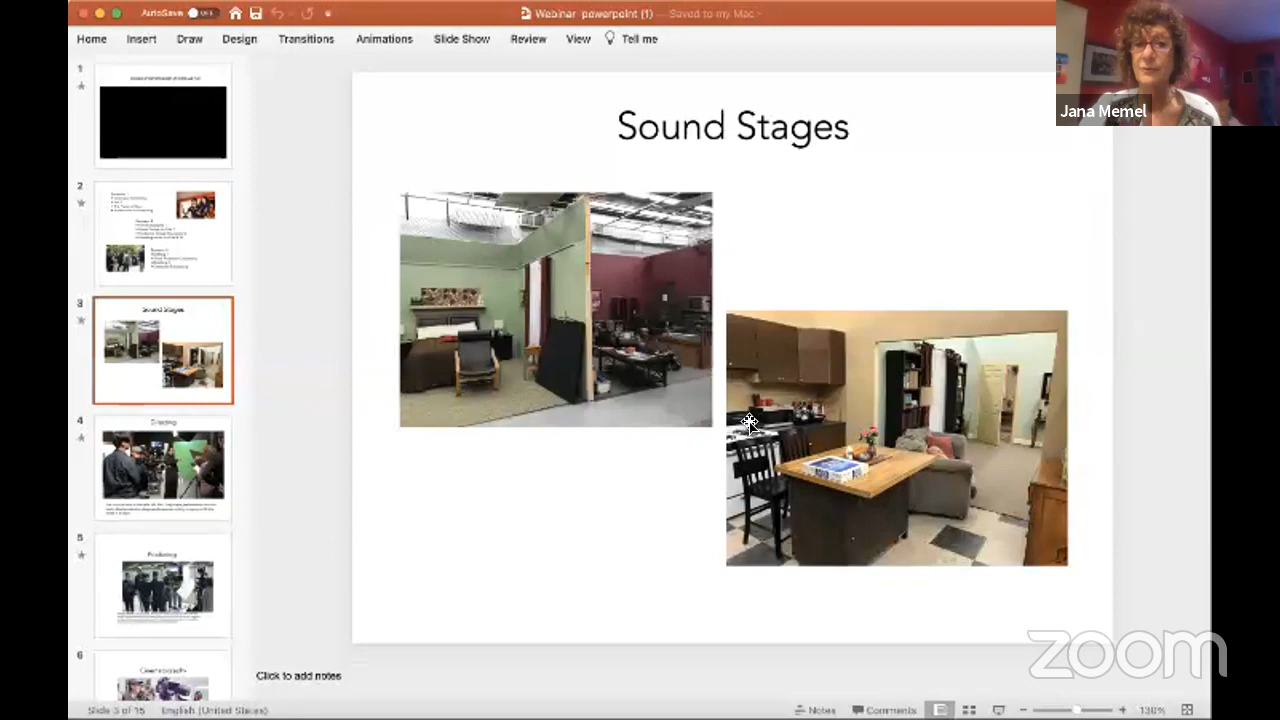 AutoSave OFF
Webinar powerpoint (1) — Saved to my Mac
Home Insert Draw Design Transitions Animations Slide Show Review View Tell me
Jana Memel
1
2
3
Sound Stages
4
Directing
5
Producing
6
Cinematography
Sound Stages
Click to add notes
zoom
Slide 3 of 15 English (United States)
Notes Comments 130%